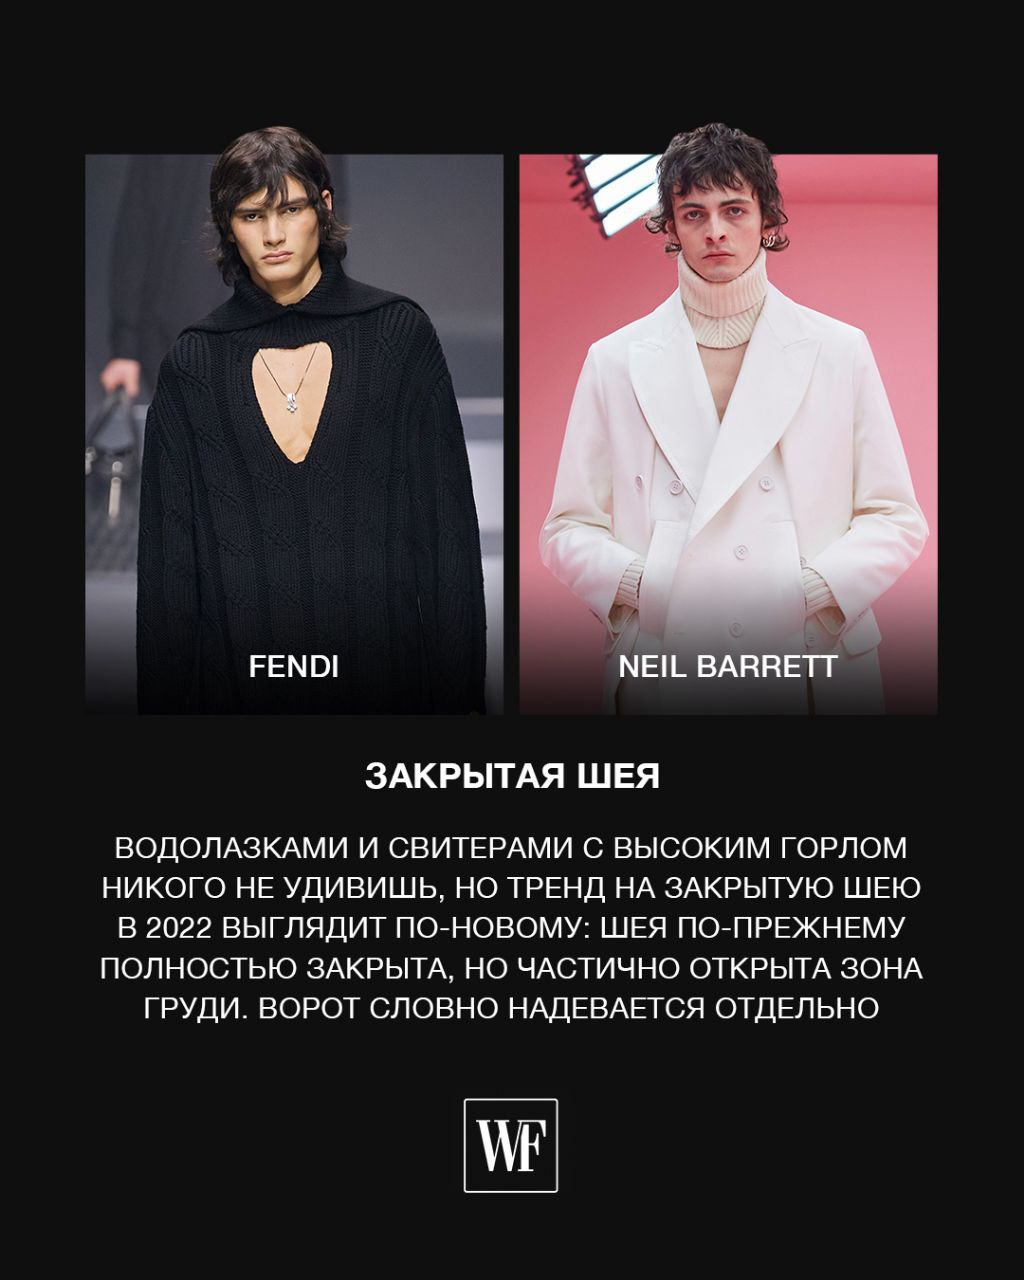 FENDI
NEIL BARRETT
ЗАКРЫТАЯ ШЕЯ
ВОДОЛАЗКАМИ И СВИТЕРАМИ С ВЫСОКИМ ГОРЛОМ
НИКОГО НЕ УДИВИШЬ, НО ТРЕНД НА ЗАКРЫТУЮ ШЕЮ
В 2022 ВЫГЛЯДИТ ПО-НОВОМУ: ШЕЯ ПО-ПРЕЖНЕМУ
ПОЛНОСТЬЮ ЗАКРЫТА, НО ЧАСТИЧНО ОТКРЫТА ЗОНА
ГРУДИ. ВОРОТ СЛОВНО НАДЕВАЕТСЯ ОТДЕЛЬНО
WF